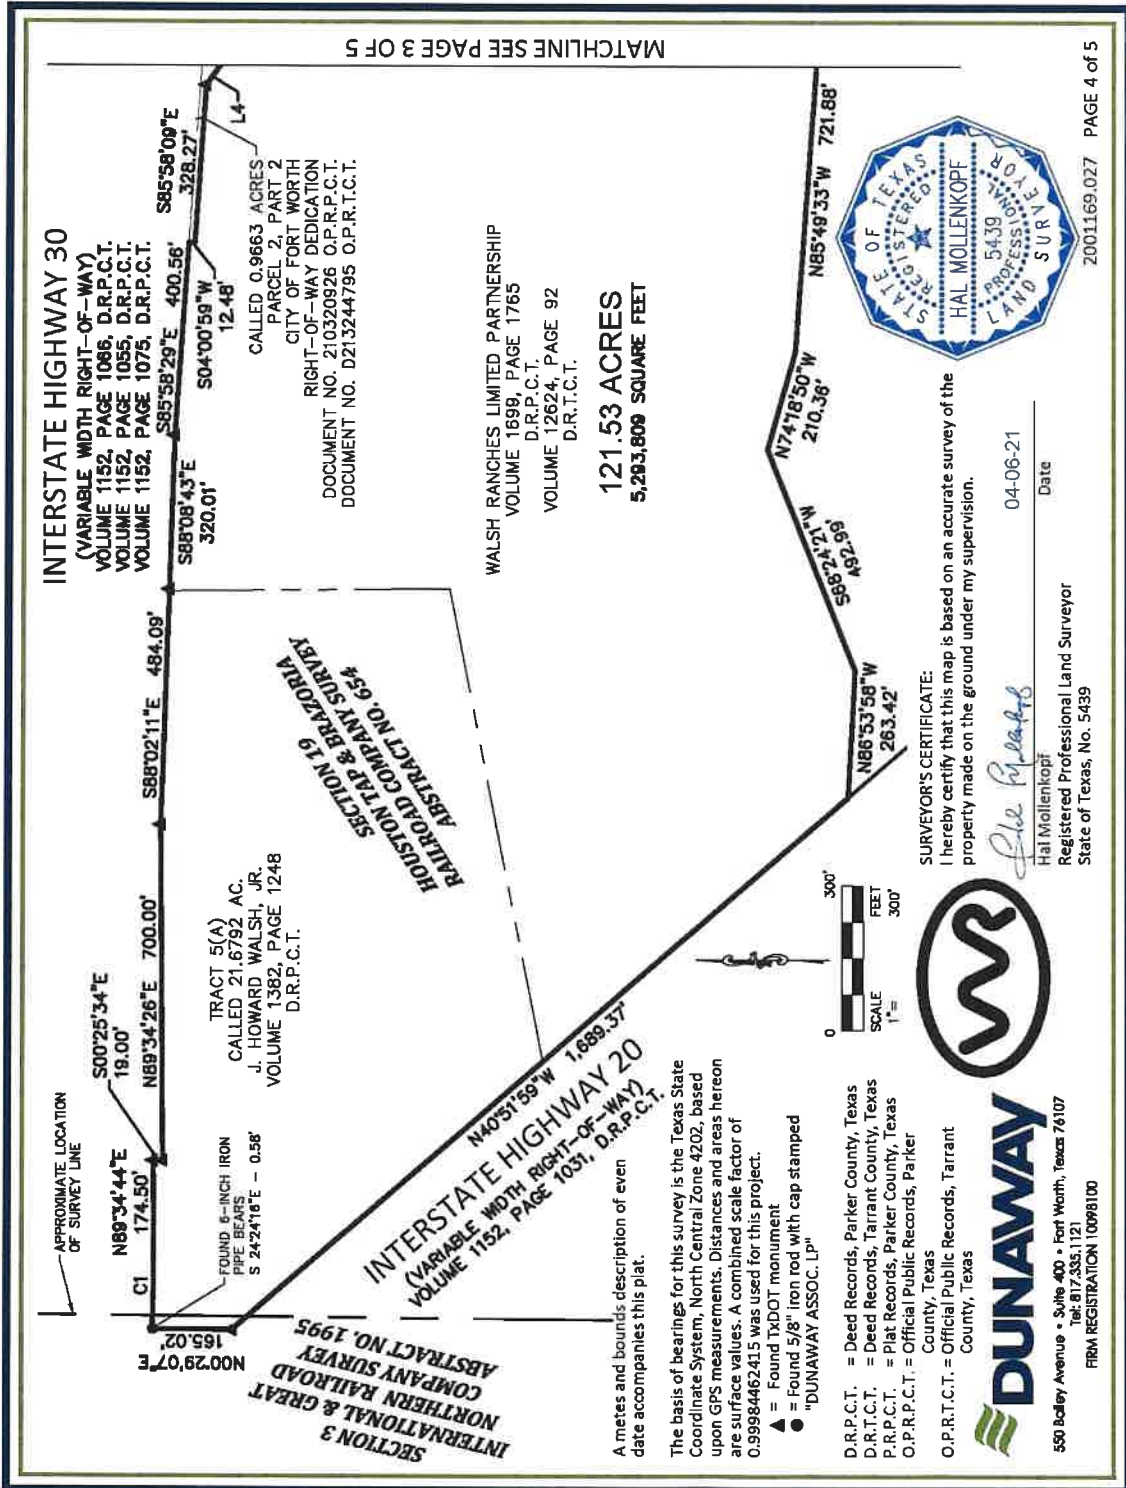 INTERSTATE HIGHWAY 30
(VARIABLE WIDTH RIGHT-OF-WAY)
VOLUME 1152, PAGE 1066, D.R.P.C.T.
VOLUME 1152, PAGE 1055, D.R.P.C.T.
VOLUME 1152, PAGE 1075, D.R.P.C.T.
APPROXIMATE LOCATION
OF SURVEY LINE
C1
N89°34'44"E
174.50'
S00°25'34"E
19.00'
N89°34'26"E 700.00'
S88°02'11"E 484.09'
S88°08'43"E
320.01'
S85°58'29"E 400.56'
S04°00'59"W
12.48'
S85°58'09"E
328.27'
L4
MATCHLINE SEE PAGE 3 OF 5
CALLED 0.9663 ACRES
PARCEL 2, PART 2
CITY OF FORT WORTH
RIGHT-OF-WAY DEDICATION
DOCUMENT NO. 210320926 O.P.R.P.C.T.
DOCUMENT NO. D213244795 O.P.R.T.C.T.
FOUND 6-INCH IRON
PIPE BEARS
S 24°24'16"E - 0.58'
N00°29'07"E
165.02'
TRACT 5(A)
CALLED 21.6792 AC.
J. HOWARD WALSH, JR.
VOLUME 1382, PAGE 1248
D.R.P.C.T.
SECTION 19
HOUSTON TAP & BRAZORIA
RAILROAD COMPANY SURVEY
ABSTRACT NO. 654
WALSH RANCHES LIMITED PARTNERSHIP
VOLUME 1699, PAGE 1765
D.R.P.C.T.
VOLUME 12624, PAGE 92
D.R.T.C.T.
121.53 ACRES
5,293,809 SQUARE FEET
SECTION 3
INTERNATIONAL & GREAT
NORTHERN RAILROAD
COMPANY SURVEY
ABSTRACT NO. 1995
N40°51'59"W 1,689.37'
INTERSTATE HIGHWAY 20
(VARIABLE WIDTH RIGHT-OF-WAY)
VOLUME 1152, PAGE 1031, D.R.P.C.T.
N86°53'58"W
263.42'
S68°24'21"W
492.99'
N74°18'50"W
210.36'
N85°49'33"W 721.88'
A metes and bounds description of even
date accompanies this plat.
The basis of bearings for this survey is the Texas State
Coordinate System, North Central Zone 4202, based
upon GPS measurements. Distances and areas hereon
are surface values. A combined scale factor of
0.99984462415 was used for this project.
▲ = Found TxDOT monument
● = Found 5/8" iron rod with cap stamped
"DUNAWAY ASSOC. LP"
D.R.P.C.T. = Deed Records, Parker County, Texas
D.R.T.C.T. = Deed Records, Tarrant County, Texas
P.R.P.C.T. = Plat Records, Parker County, Texas
O.P.R.P.C.T. = Official Public Records, Parker
County, Texas
O.P.R.T.C.T. = Official Public Records, Tarrant
County, Texas
0 300'
SCALE FEET
1"= 300'
SURVEYOR'S CERTIFICATE:
I hereby certify that this map is based on an accurate survey of the
property made on the ground under my supervision.
04-06-21
Hal Mollenkopf Date
Registered Professional Land Surveyor
State of Texas, No. 5439
STATE OF TEXAS
REGISTERED
HAL MOLLENKOPF
5439
PROFESSIONAL
LAND SURVEYOR
WR
DUNAWAY
550 Bailey Avenue • Suite 400 • Fort Worth, Texas 76107
Tel: 817.335.1121
FIRM REGISTRATION 10098100
2001169.027 PAGE 4 of 5